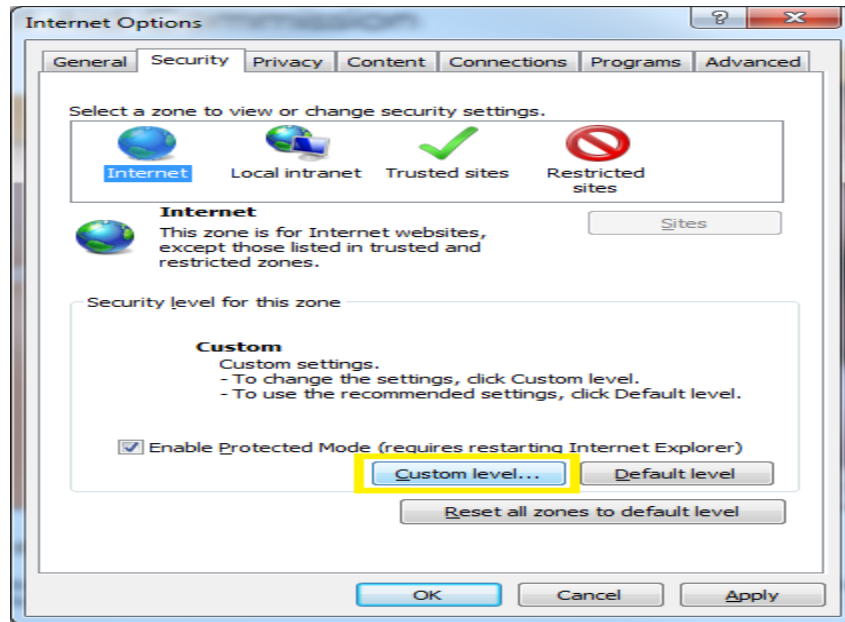 Internet Options
General Security Privacy Content Connections Programs Advanced
Select a zone to view or change security settings.
Internet Local intranet Trusted sites Restricted
sites
Internet
This zone is for Internet websites,
except those listed in trusted and
restricted zones.
Sites
Security level for this zone
Custom
Custom settings.
- To change the settings, click Custom level.
- To use the recommended settings, click Default level.
Enable Protected Mode (requires restarting Internet Explorer)
Custom level... Default level
Reset all zones to default level
OK Cancel Apply